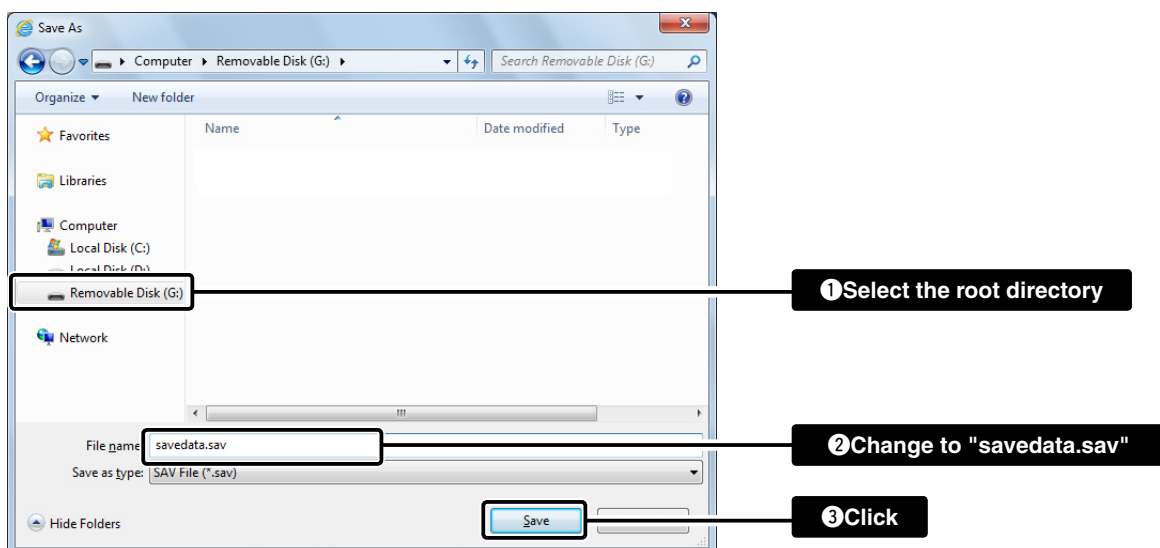 Save As
Computer ▸ Removable Disk (G:) ▸
Search Removable Disk (G:)
Organize ▼ New folder
Name Date modified Type
Favorites
Libraries
Computer
Local Disk (C:)
Local Disk (D:)
Removable Disk (G:)
❶Select the root directory
Network
File name: savedata.sav
❷Change to "savedata.sav"
Save as type: SAV File (*.sav)
Hide Folders
Save
❸Click